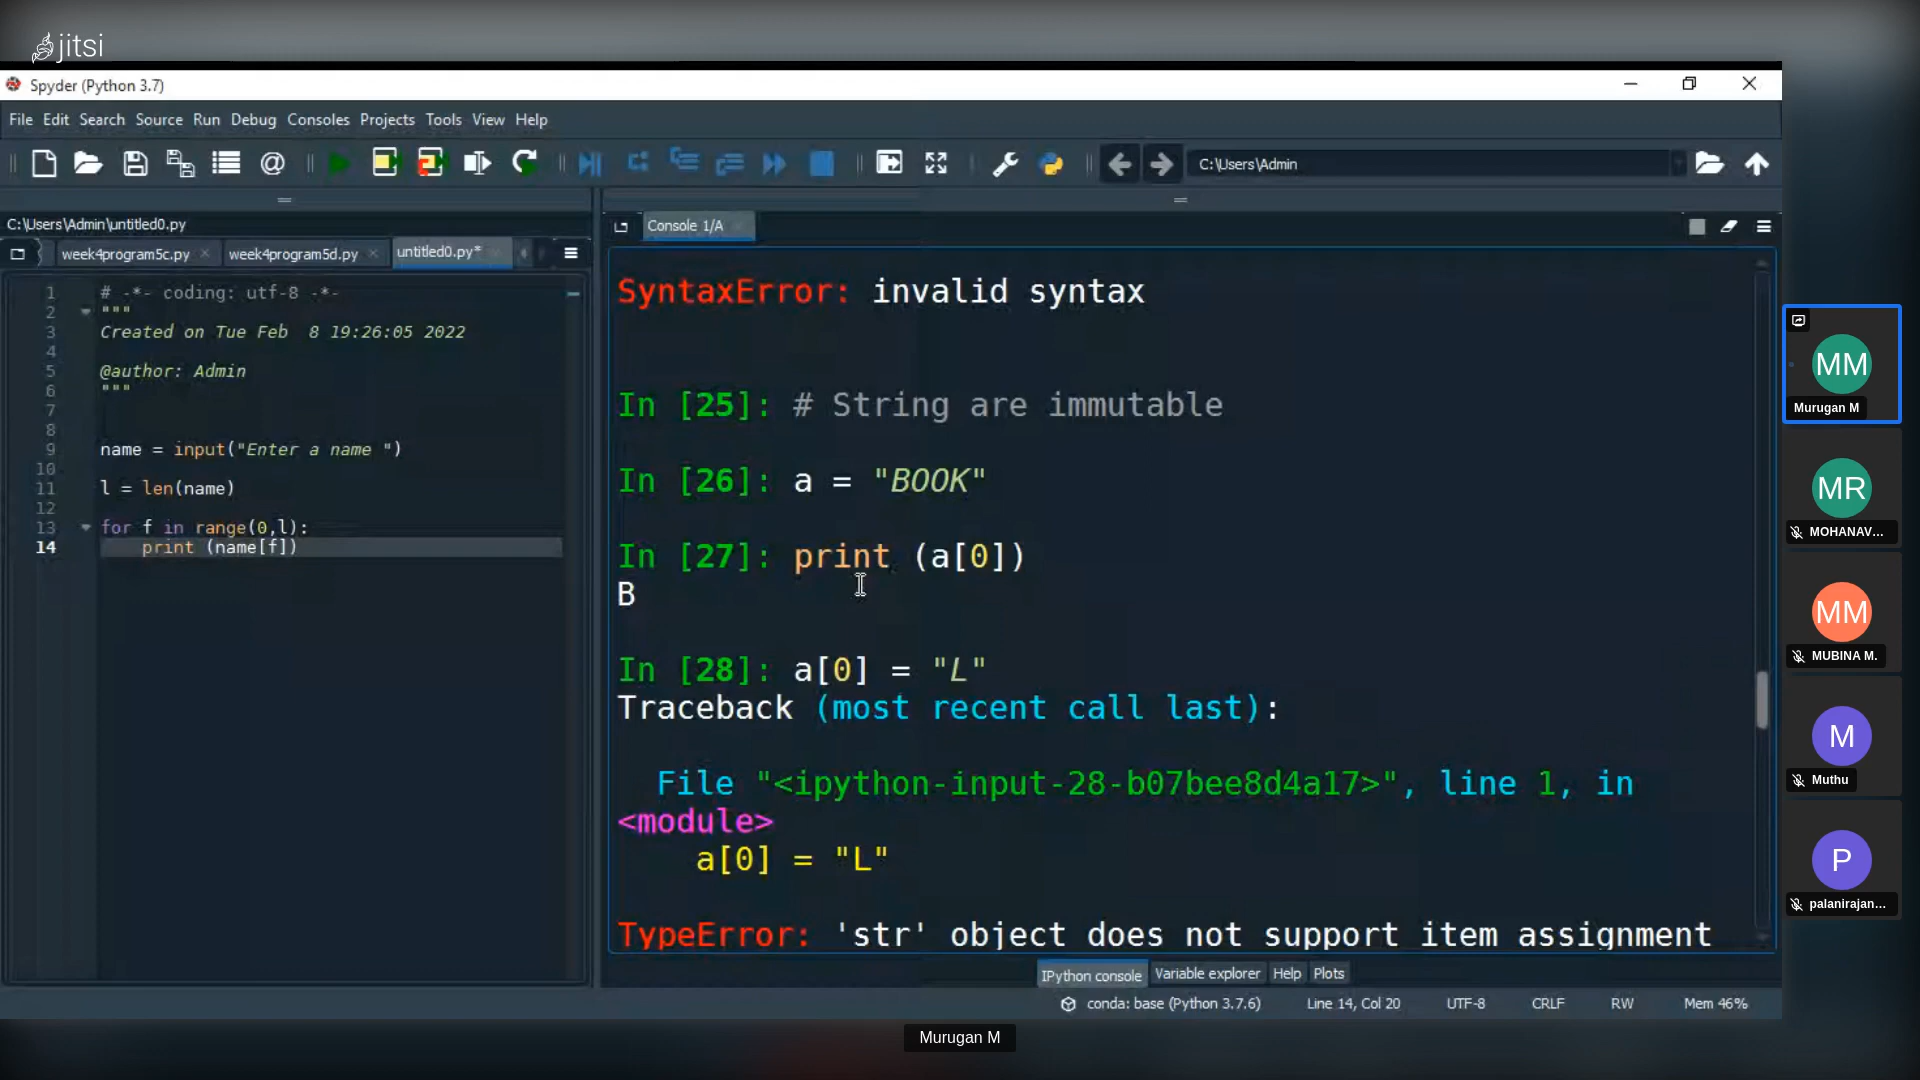 jitsi
Spyder (Python 3.7)
File Edit Search Source Run Debug Consoles Projects Tools View Help
C:\Users\Admin
C:\Users\Admin\untitled0.py
week4program5c.py week4program5d.py untitled0.py*
1 # -*- coding: utf-8 -*-
2 """
3 Created on Tue Feb  8 19:26:05 2022
4
5 @author: Admin
6 """
7
8
9 name = input("Enter a name ")
10
11 l = len(name)
12
13 for f in range(0,l):
14     print (name[f])
Console 1/A
SyntaxError: invalid syntax
In [25]: # String are immutable
In [26]: a = "BOOK"
In [27]: print (a[0])
B
In [28]: a[0] = "L"
Traceback (most recent call last):
  File "<ipython-input-28-b07bee8d4a17>", line 1, in
<module>
    a[0] = "L"
TypeError: 'str' object does not support item assignment
IPython console Variable explorer Help Plots
conda: base (Python 3.7.6) Line 14, Col 20 UTF-8 CRLF RW Mem 46%
MM
Murugan M
MR
MOHANAV...
MM
MUBINA M.
M
Muthu
P
palanirajan...
Murugan M